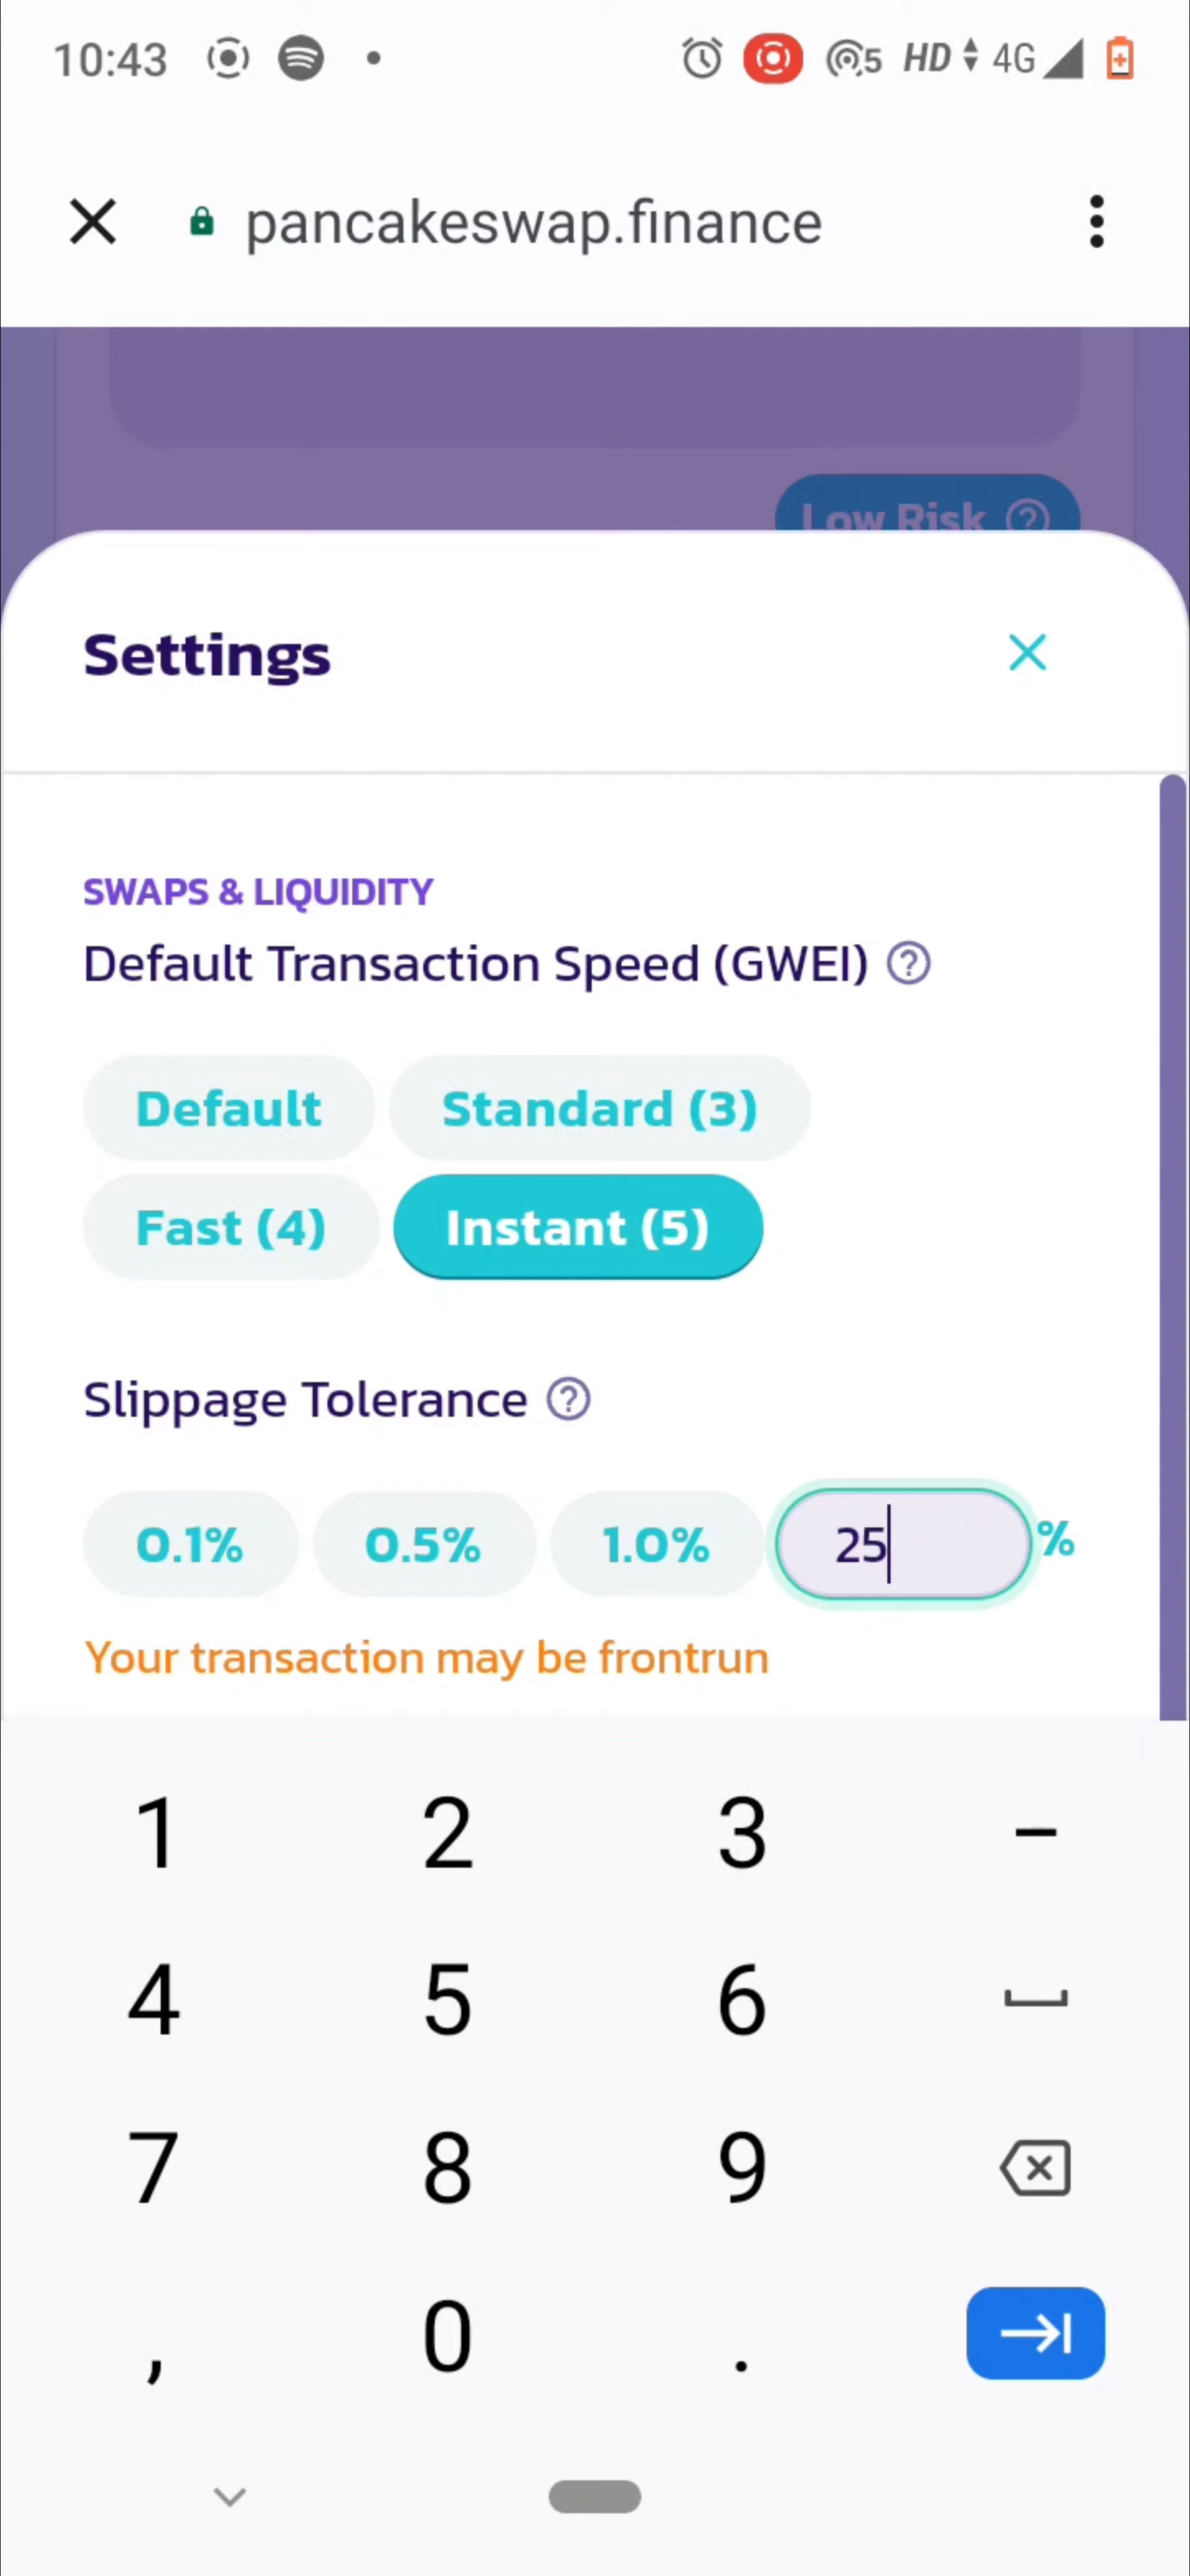 10:43 5 HD 4G
pancakeswap.finance
Low Risk
Settings
SWAPS & LIQUIDITY
Default Transaction Speed (GWEI)
Default Standard (3)
Fast (4) Instant (5)
Slippage Tolerance
0.1% 0.5% 1.0% 25 %
Your transaction may be frontrun
1 2 3 -
4 5 6
7 8 9
, 0 .